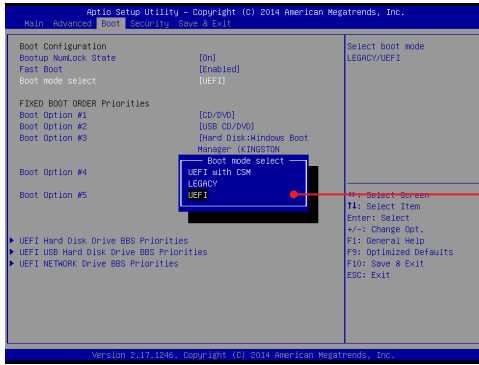 Aptio Setup Utility – Copyright (C) 2014 American Megatrends, Inc.
Main Advanced Boot Security Save & Exit
Boot Configuration
Bootup NumLock State [On]
Fast Boot [Enabled]
Boot mode select [UEFI]
FIXED BOOT ORDER Priorities
Boot Option #1 [CD/DVD]
Boot Option #2 [USB CD/DVD]
Boot Option #3 [Hard Disk:Windows Boot
Manager (KINGSTON
Boot Option #4
Boot Option #5
Boot mode select
UEFI with CSM
LEGACY
UEFI
UEFI Hard Disk Drive BBS Priorities
UEFI USB Hard Disk Drive BBS Priorities
UEFI NETWORK Drive BBS Priorities
Select boot mode
LEGACY/UEFI
: Select Screen
↑↓: Select Item
Enter: Select
+/-: Change Opt.
F1: General Help
F9: Optimized Defaults
F10: Save & Exit
ESC: Exit
Version 2.17.1246. Copyright (C) 2014 American Megatrends, Inc.